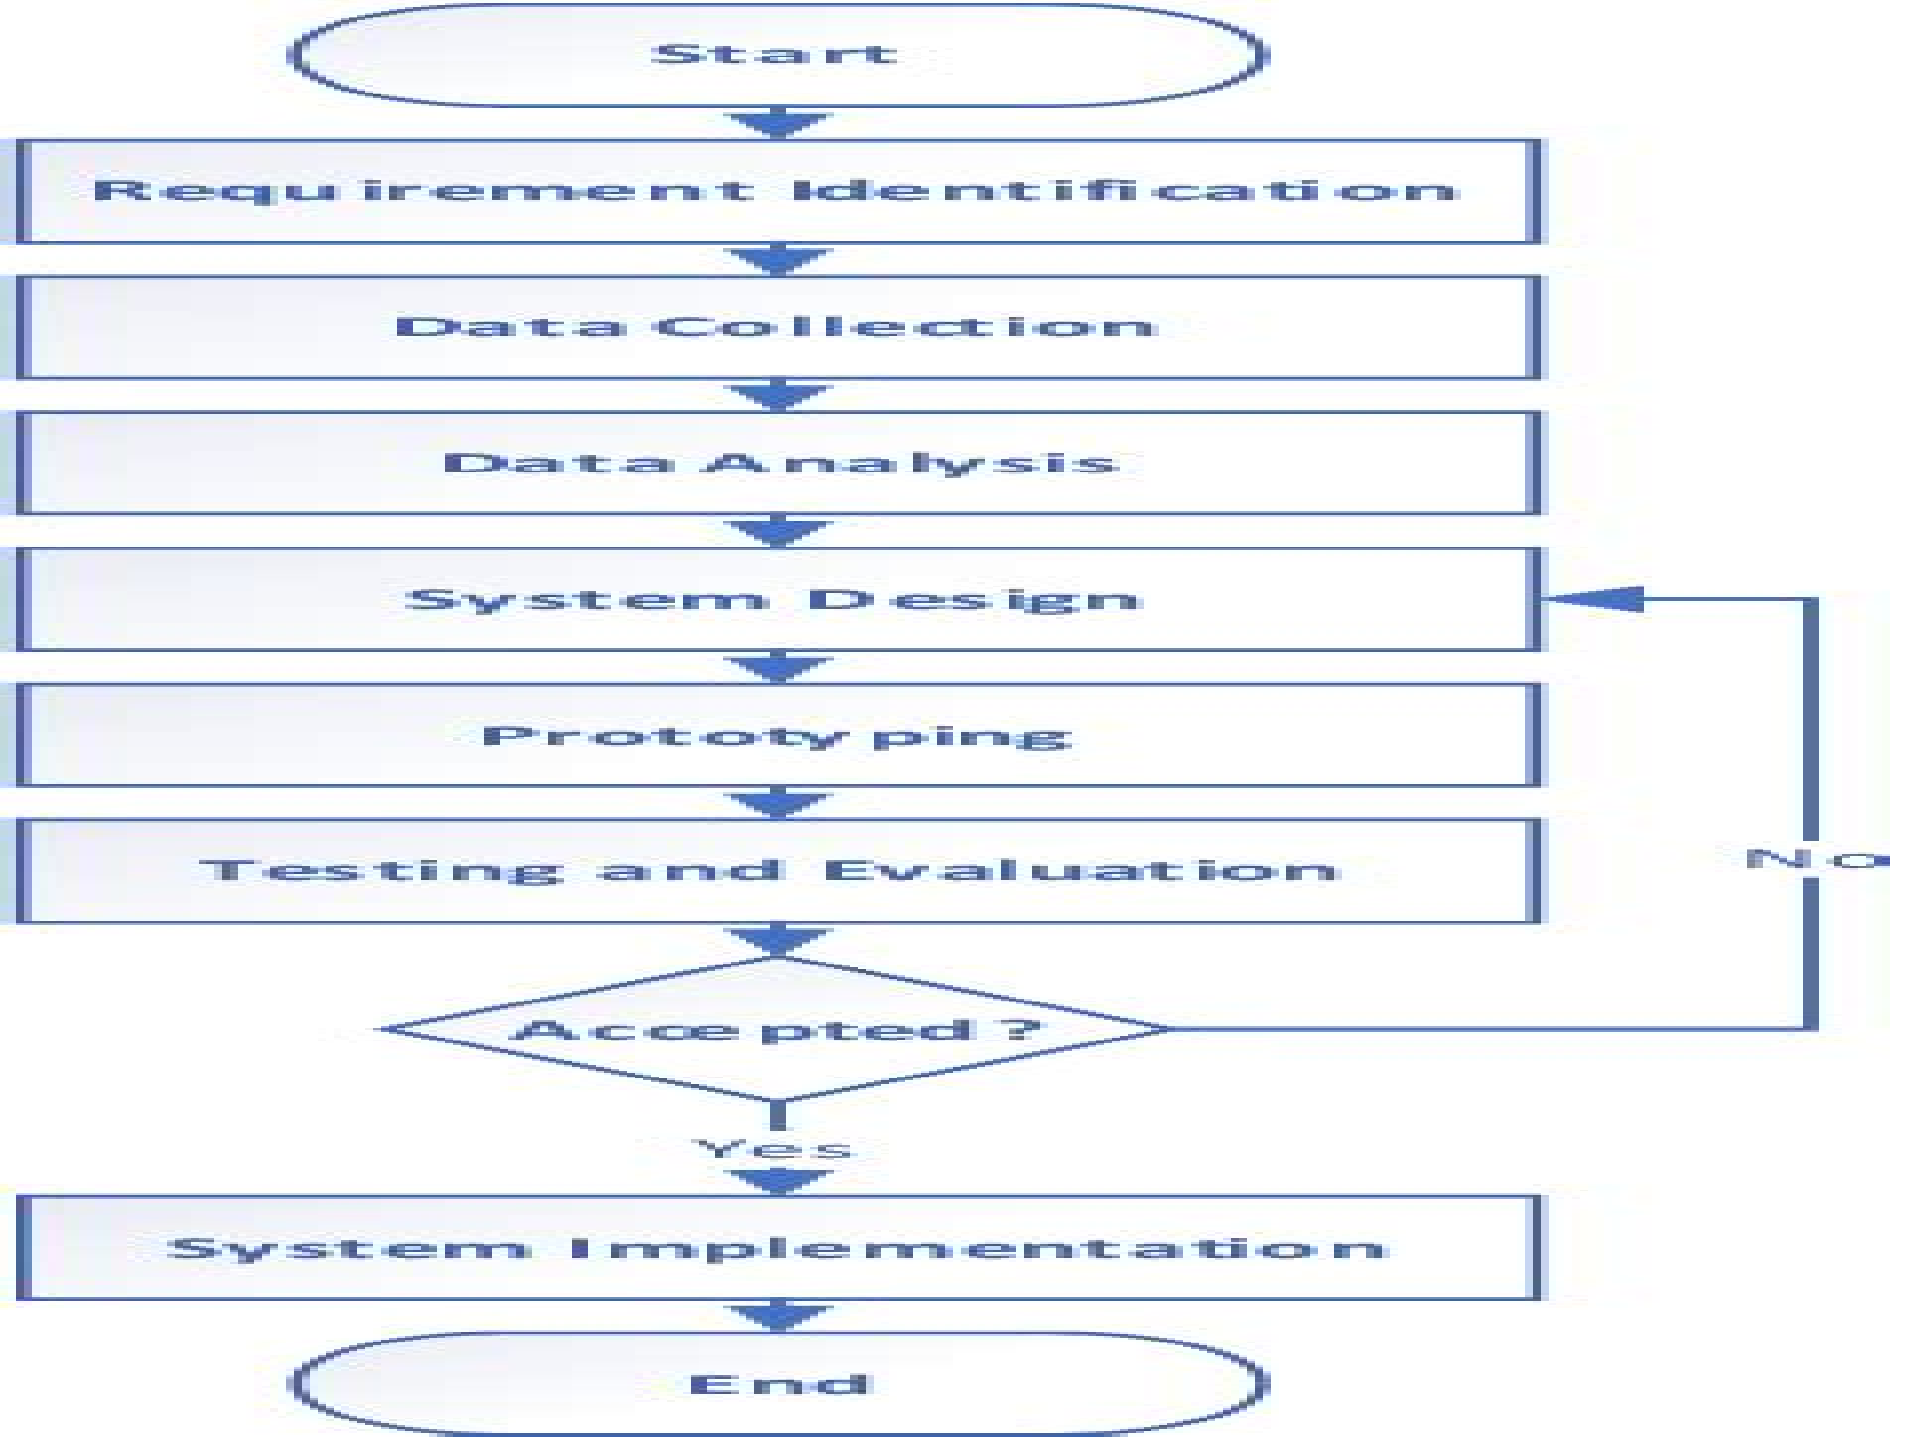 Start
Requirement Identification
Data Collection
Data Analysis
System Design
Prototyping
Testing and Evaluation
No
Accepted?
Yes
System Implementation
End